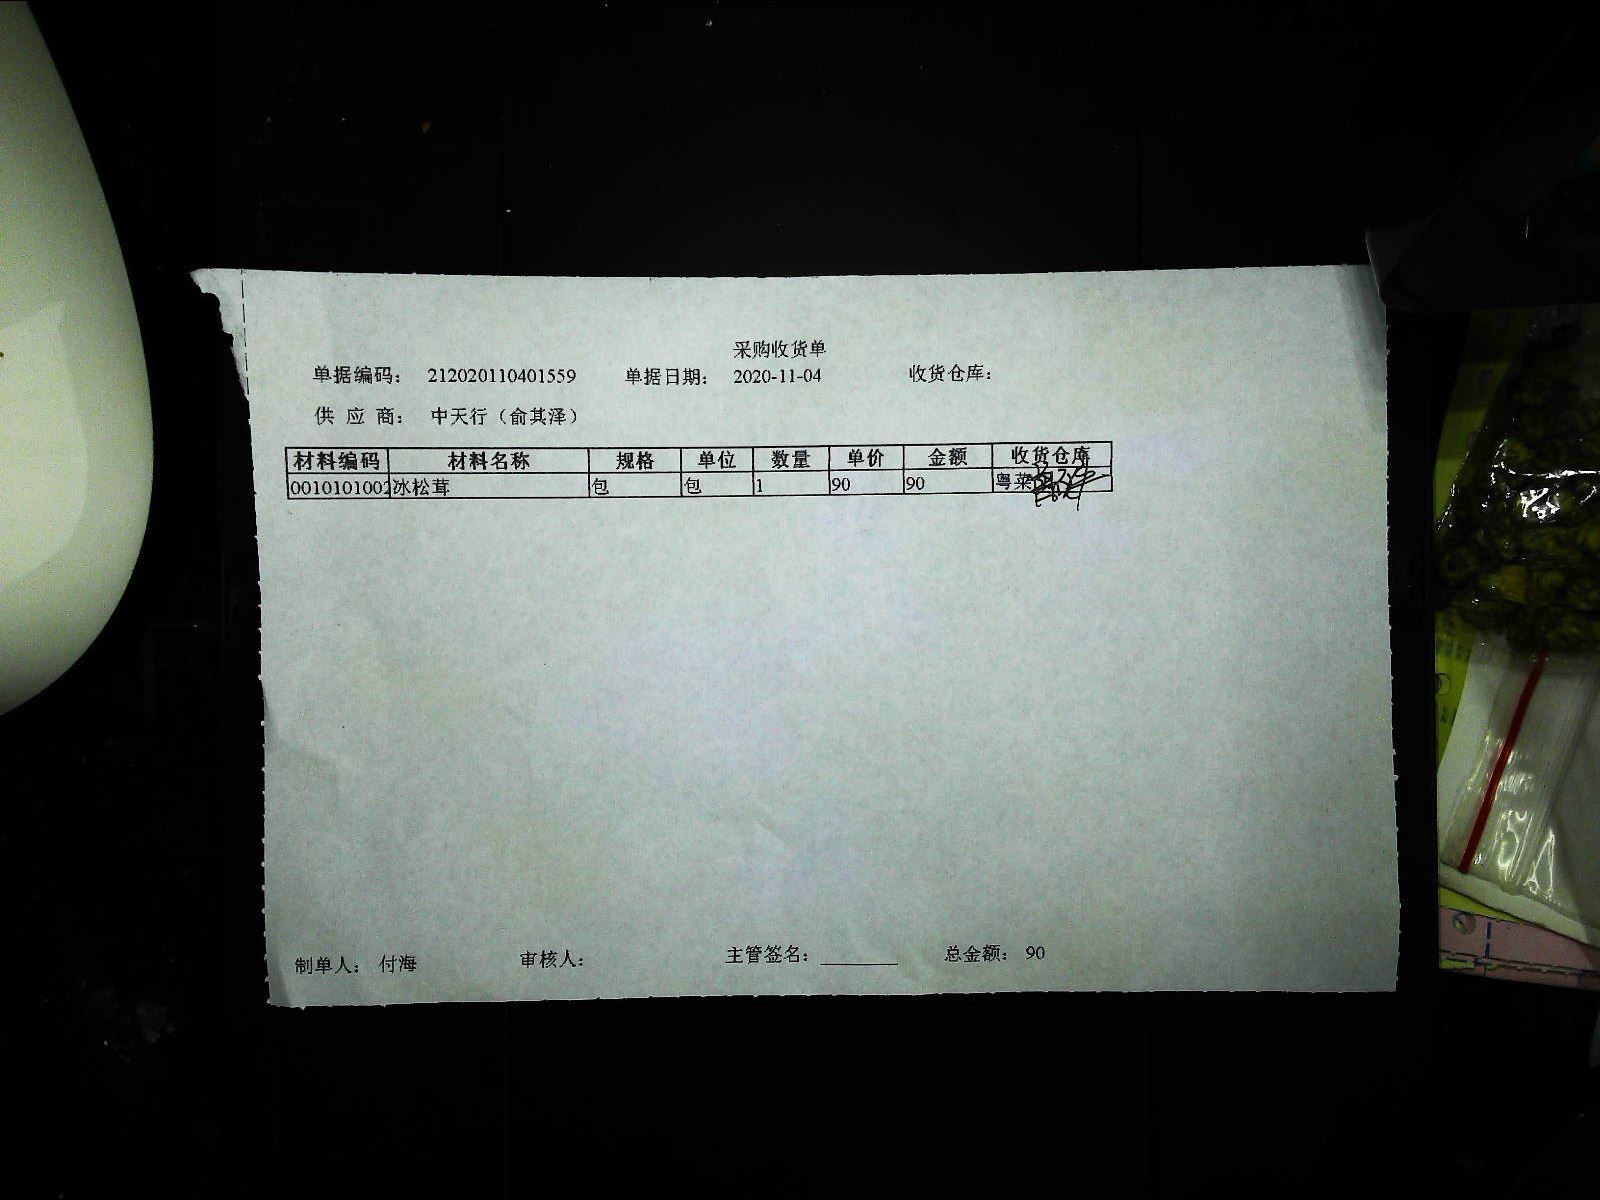 采购收货单
单据编码： 212020110401559 单据日期： 2020-11-04 收货仓库：
供 应 商： 中天行（俞其泽）
材料编码 材料名称 规格 单位 数量 单价 金额 收货仓库
0010101002 冰松茸 包 包 1 90 90 粤菜
制单人： 付海 审核人： 主管签名： 总金额： 90